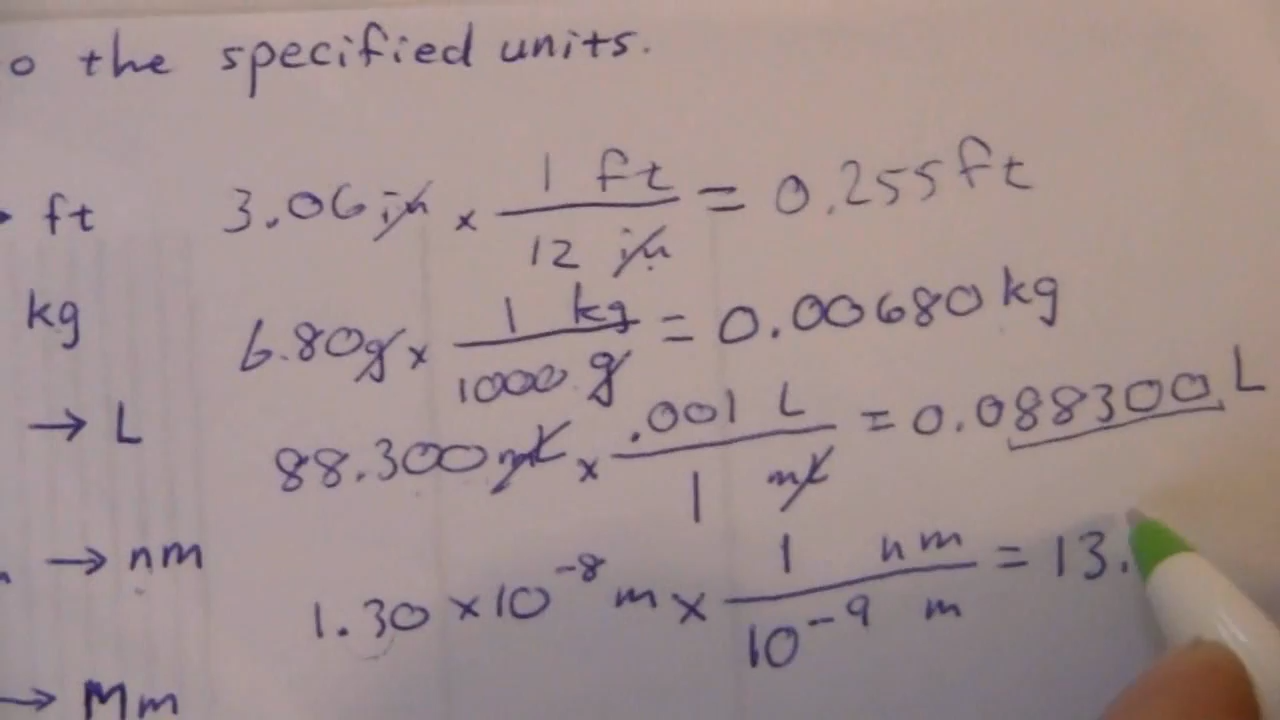 o the specified units.
ft 3.06 in × 1 ft / 12 in = 0.255 ft
kg 6.80 g × 1 kg / 1000 g = 0.00680 kg
→ L 88.300 mL × .001 L / 1 mL = 0.088300 L
→ nm 1.30 × 10⁻⁸ m × 1 nm / 10⁻⁹ m = 13.
→ Mm